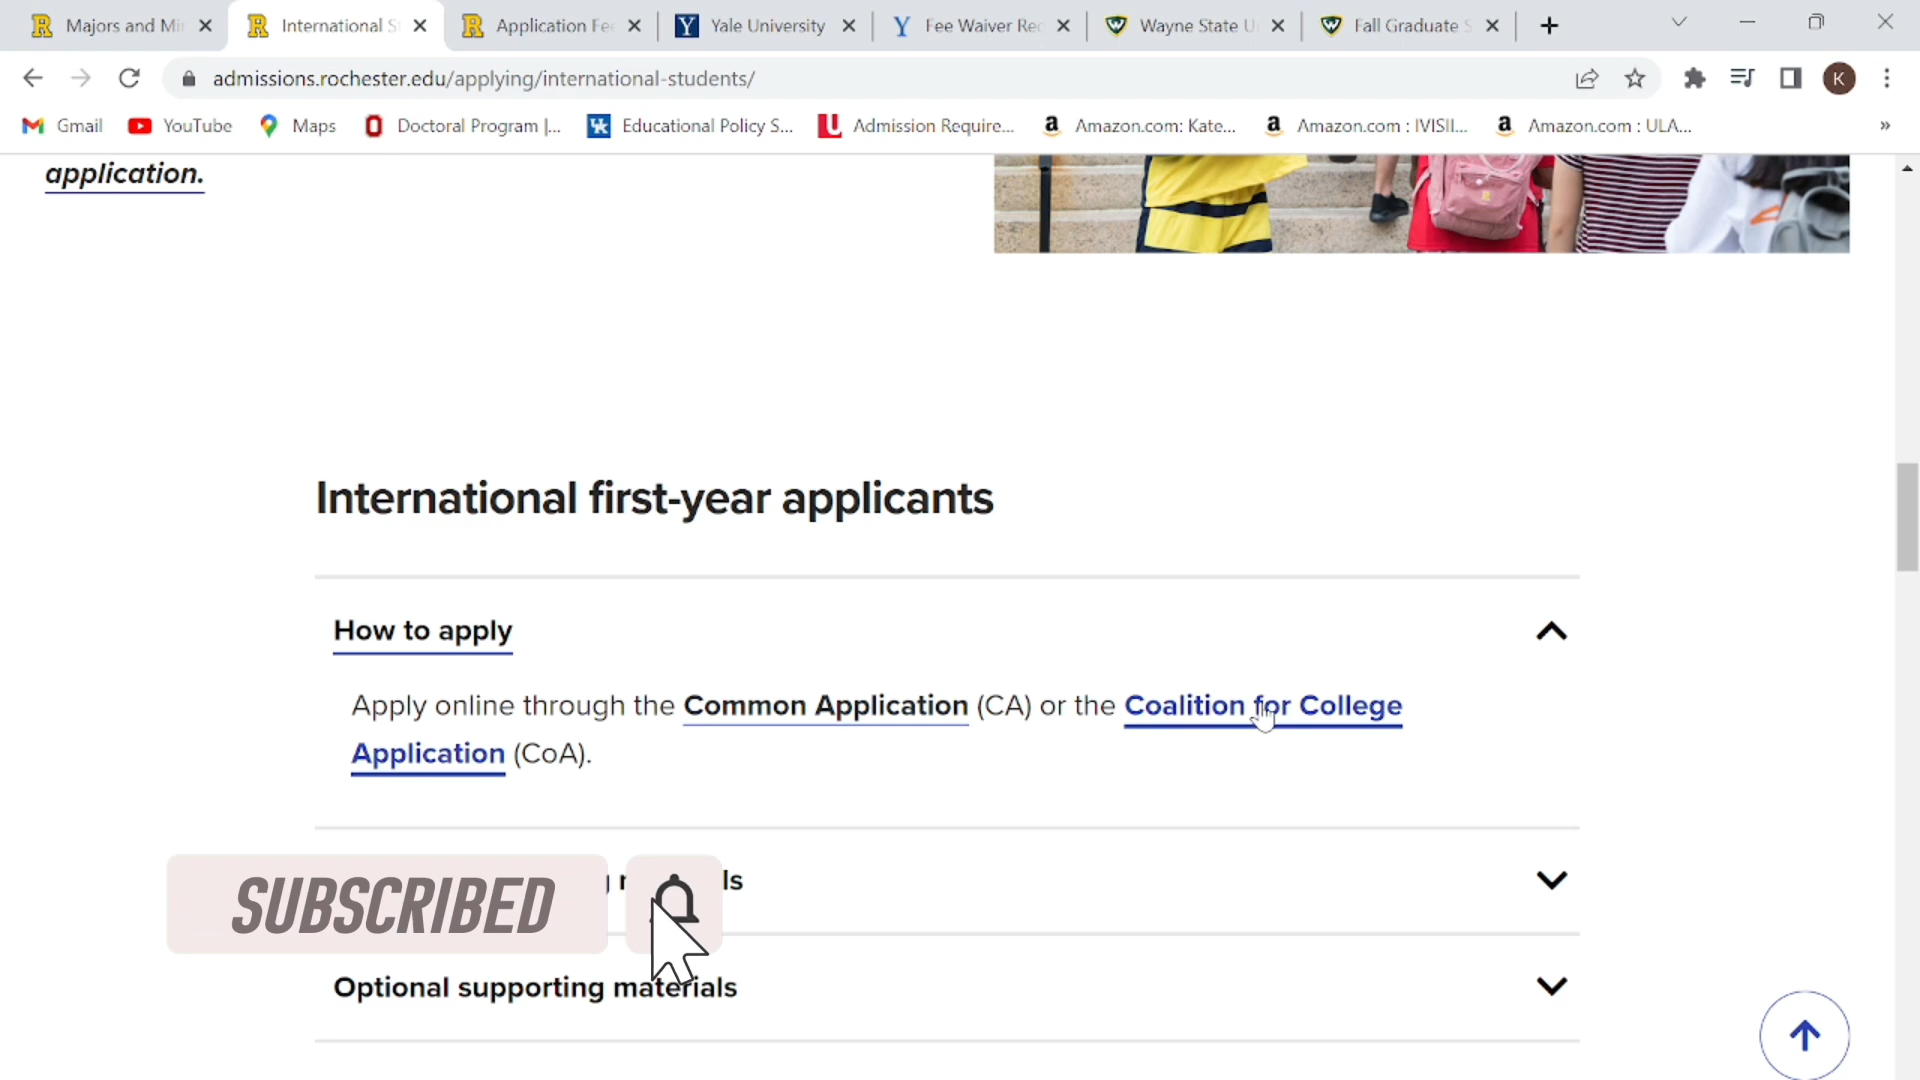 Majors and Mi
International S
Application Fe
Yale University
Fee Waiver Re
Wayne State U
Fall Graduate S
admissions.rochester.edu/applying/international-students/
K
Gmail
YouTube
Maps
Doctoral Program |...
Educational Policy S...
Admission Require...
Amazon.com: Kate...
Amazon.com : IVISII...
Amazon.com : ULA...
»
application.
International first-year applicants
How to apply
Apply online through the Common Application (CA) or the Coalition for College
Application (CoA).
SUBSCRIBED
ls
Optional supporting materials